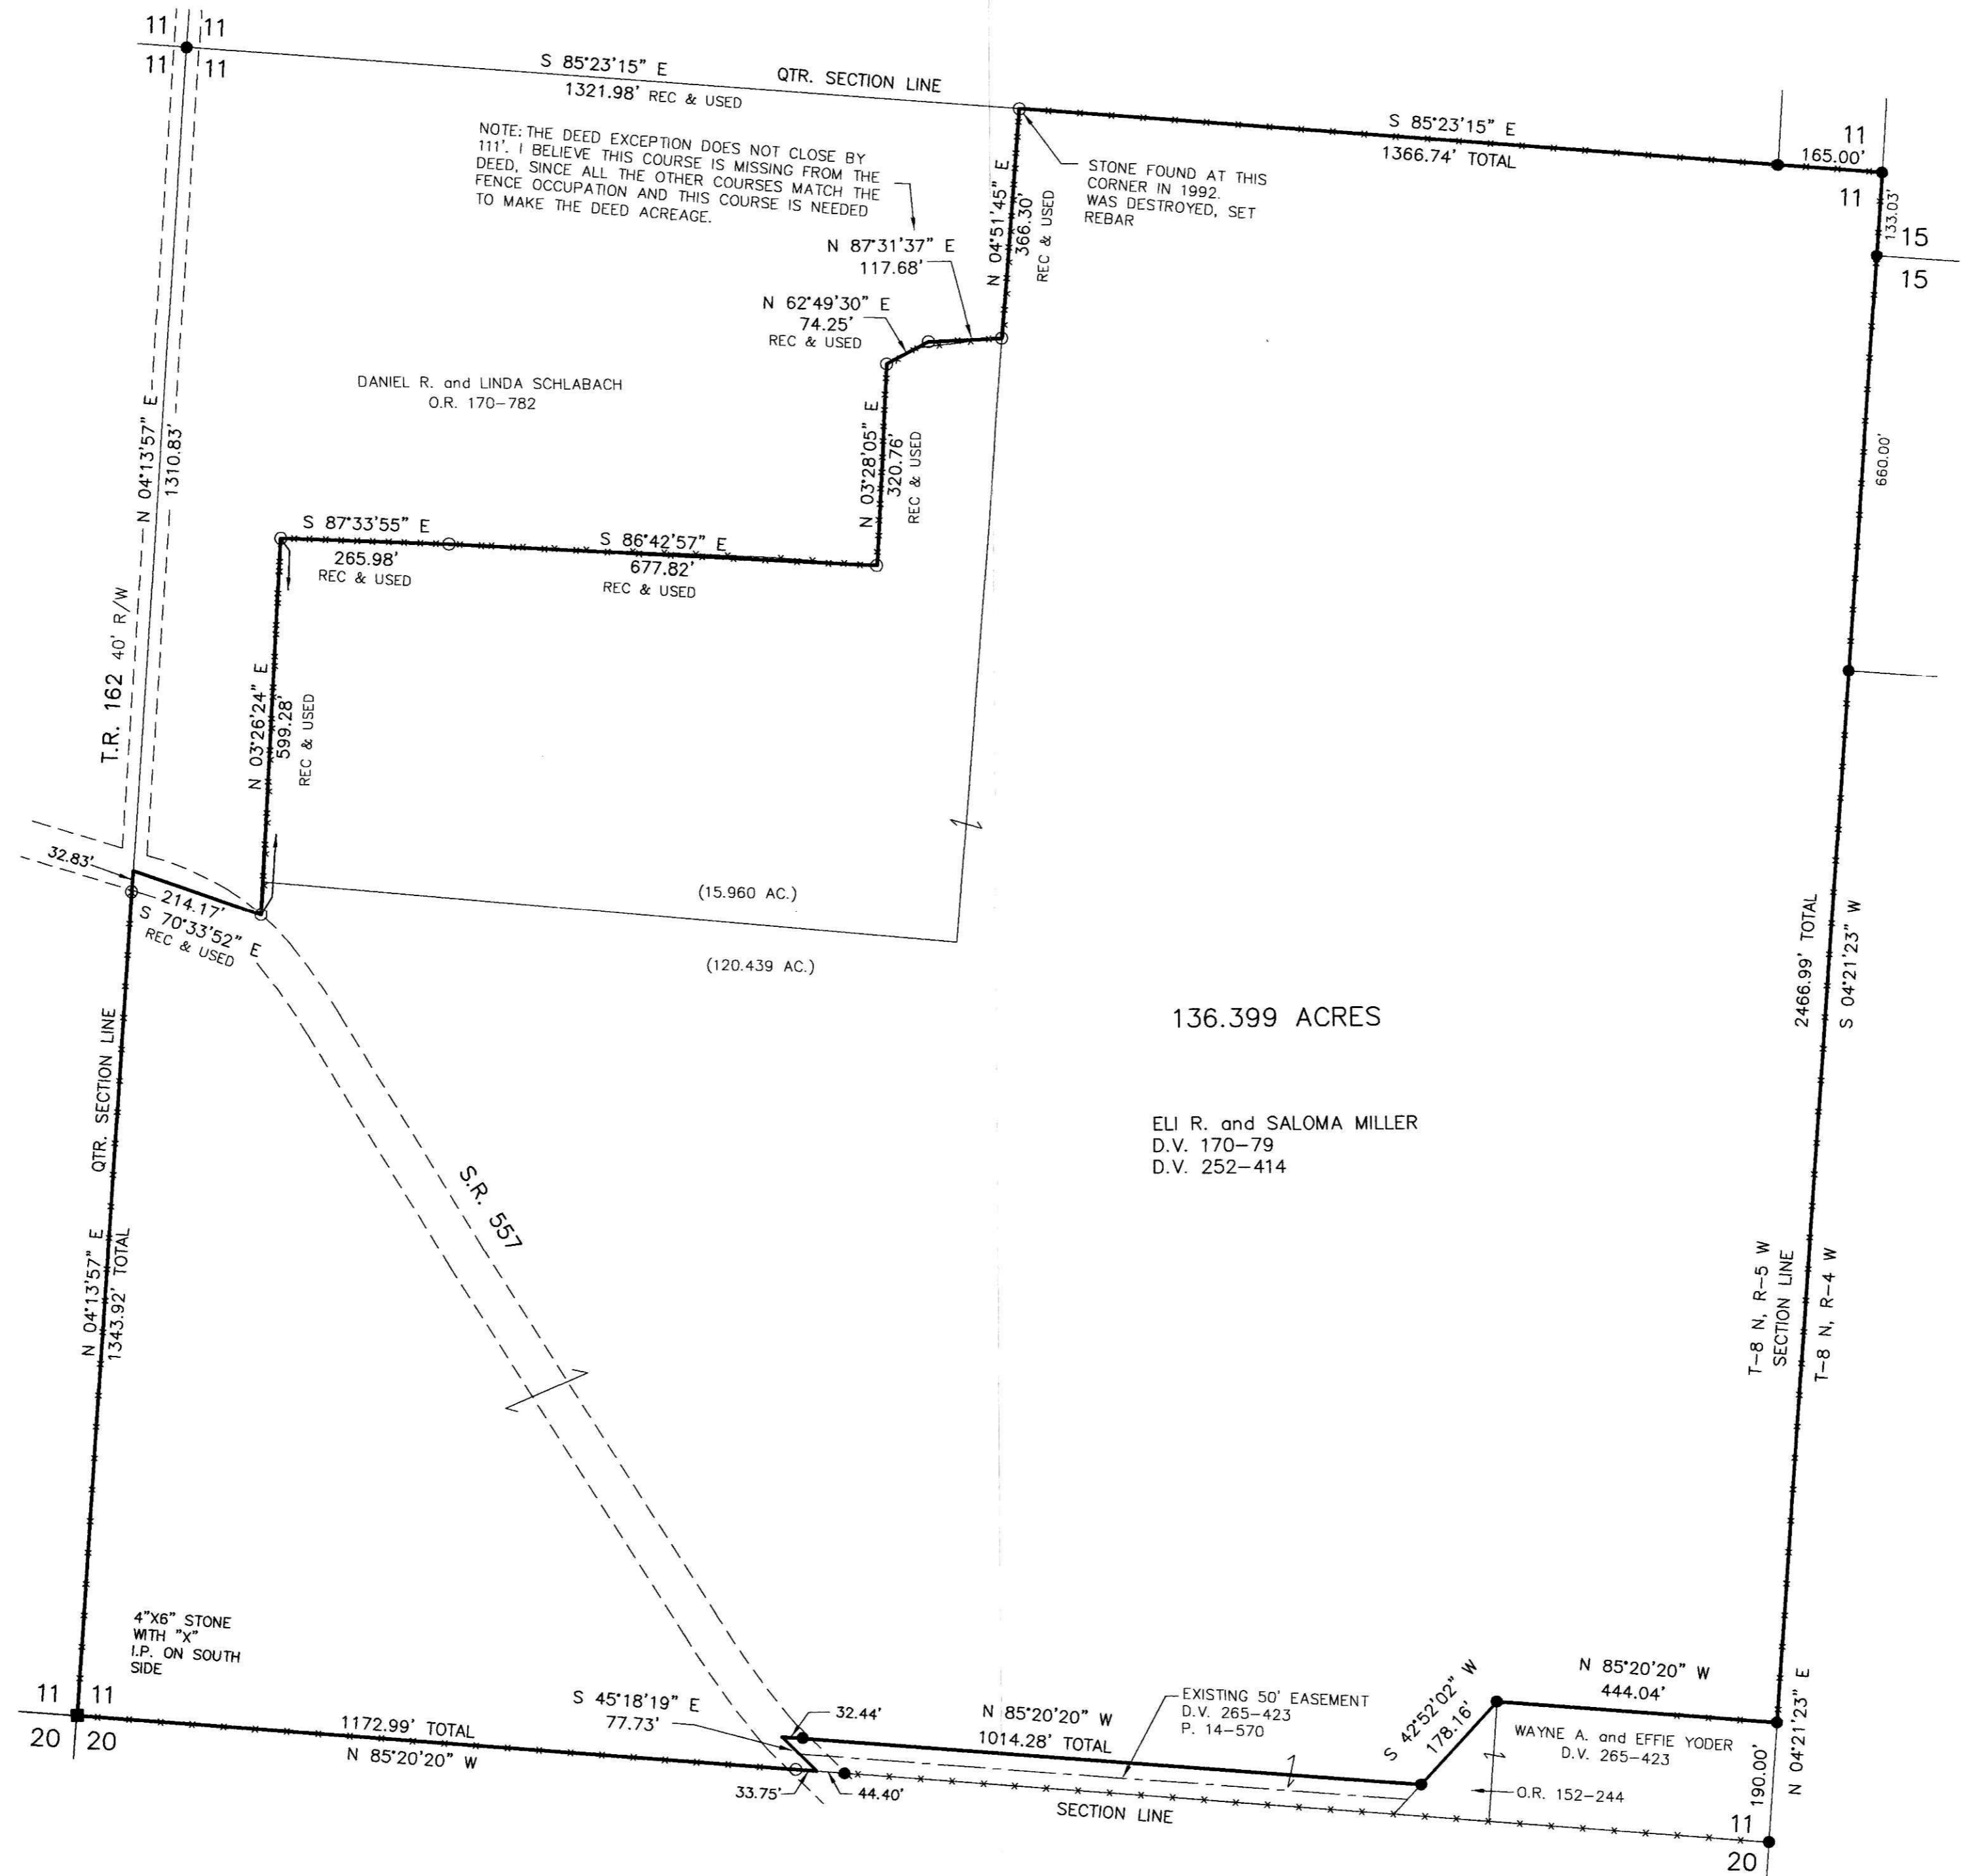 11 11
11 11
S 85°23'15" E
1321.98' REC & USED
QTR. SECTION LINE
NOTE: THE DEED EXCEPTION DOES NOT CLOSE BY
111'. I BELIEVE THIS COURSE IS MISSING FROM THE
DEED, SINCE ALL THE OTHER COURSES MATCH THE
FENCE OCCUPATION AND THIS COURSE IS NEEDED
TO MAKE THE DEED ACREAGE.
S 85°23'15" E
1366.74' TOTAL
11
165.00'
11
133.03'
15
15
STONE FOUND AT THIS
CORNER IN 1992.
WAS DESTROYED, SET
REBAR
N 04°51'45" E
366.30'
REC & USED
N 87°31'37" E
117.68'
N 62°49'30" E
74.25'
REC & USED
DANIEL R. and LINDA SCHLABACH
O.R. 170-782
N 04°13'57" E
1310.83'
T.R. 162 40' R/W
N 03°28'05" E
320.76'
REC & USED
660.00'
S 87°33'55" E
265.98'
REC & USED
S 86°42'57" E
677.82'
REC & USED
N 03°26'24" E
599.28'
REC & USED
32.83'
214.17'
S 70°33'52" E
REC & USED
(15.960 AC.)
(120.439 AC.)
136.399 ACRES
2466.99' TOTAL
S 04°21'23" W
ELI R. and SALOMA MILLER
D.V. 170-79
D.V. 252-414
QTR. SECTION LINE
N 04°13'57" E
1343.92' TOTAL
S.R. 557
T-8 N, R-5 W
SECTION LINE
T-8 N, R-4 W
4"X6" STONE
WITH "X"
I.P. ON SOUTH
SIDE
11 11
20 20
1172.99' TOTAL
N 85°20'20" W
S 45°18'19" E
77.73'
32.44'
33.75'
44.40'
N 85°20'20" W
1014.28' TOTAL
EXISTING 50' EASEMENT
D.V. 265-423
P. 14-570
SECTION LINE
S 42°52'02" W
178.16'
N 85°20'20" W
444.04'
WAYNE A. and EFFIE YODER
D.V. 265-423
O.R. 152-244
190.00'
N 04°21'23" E
11
20